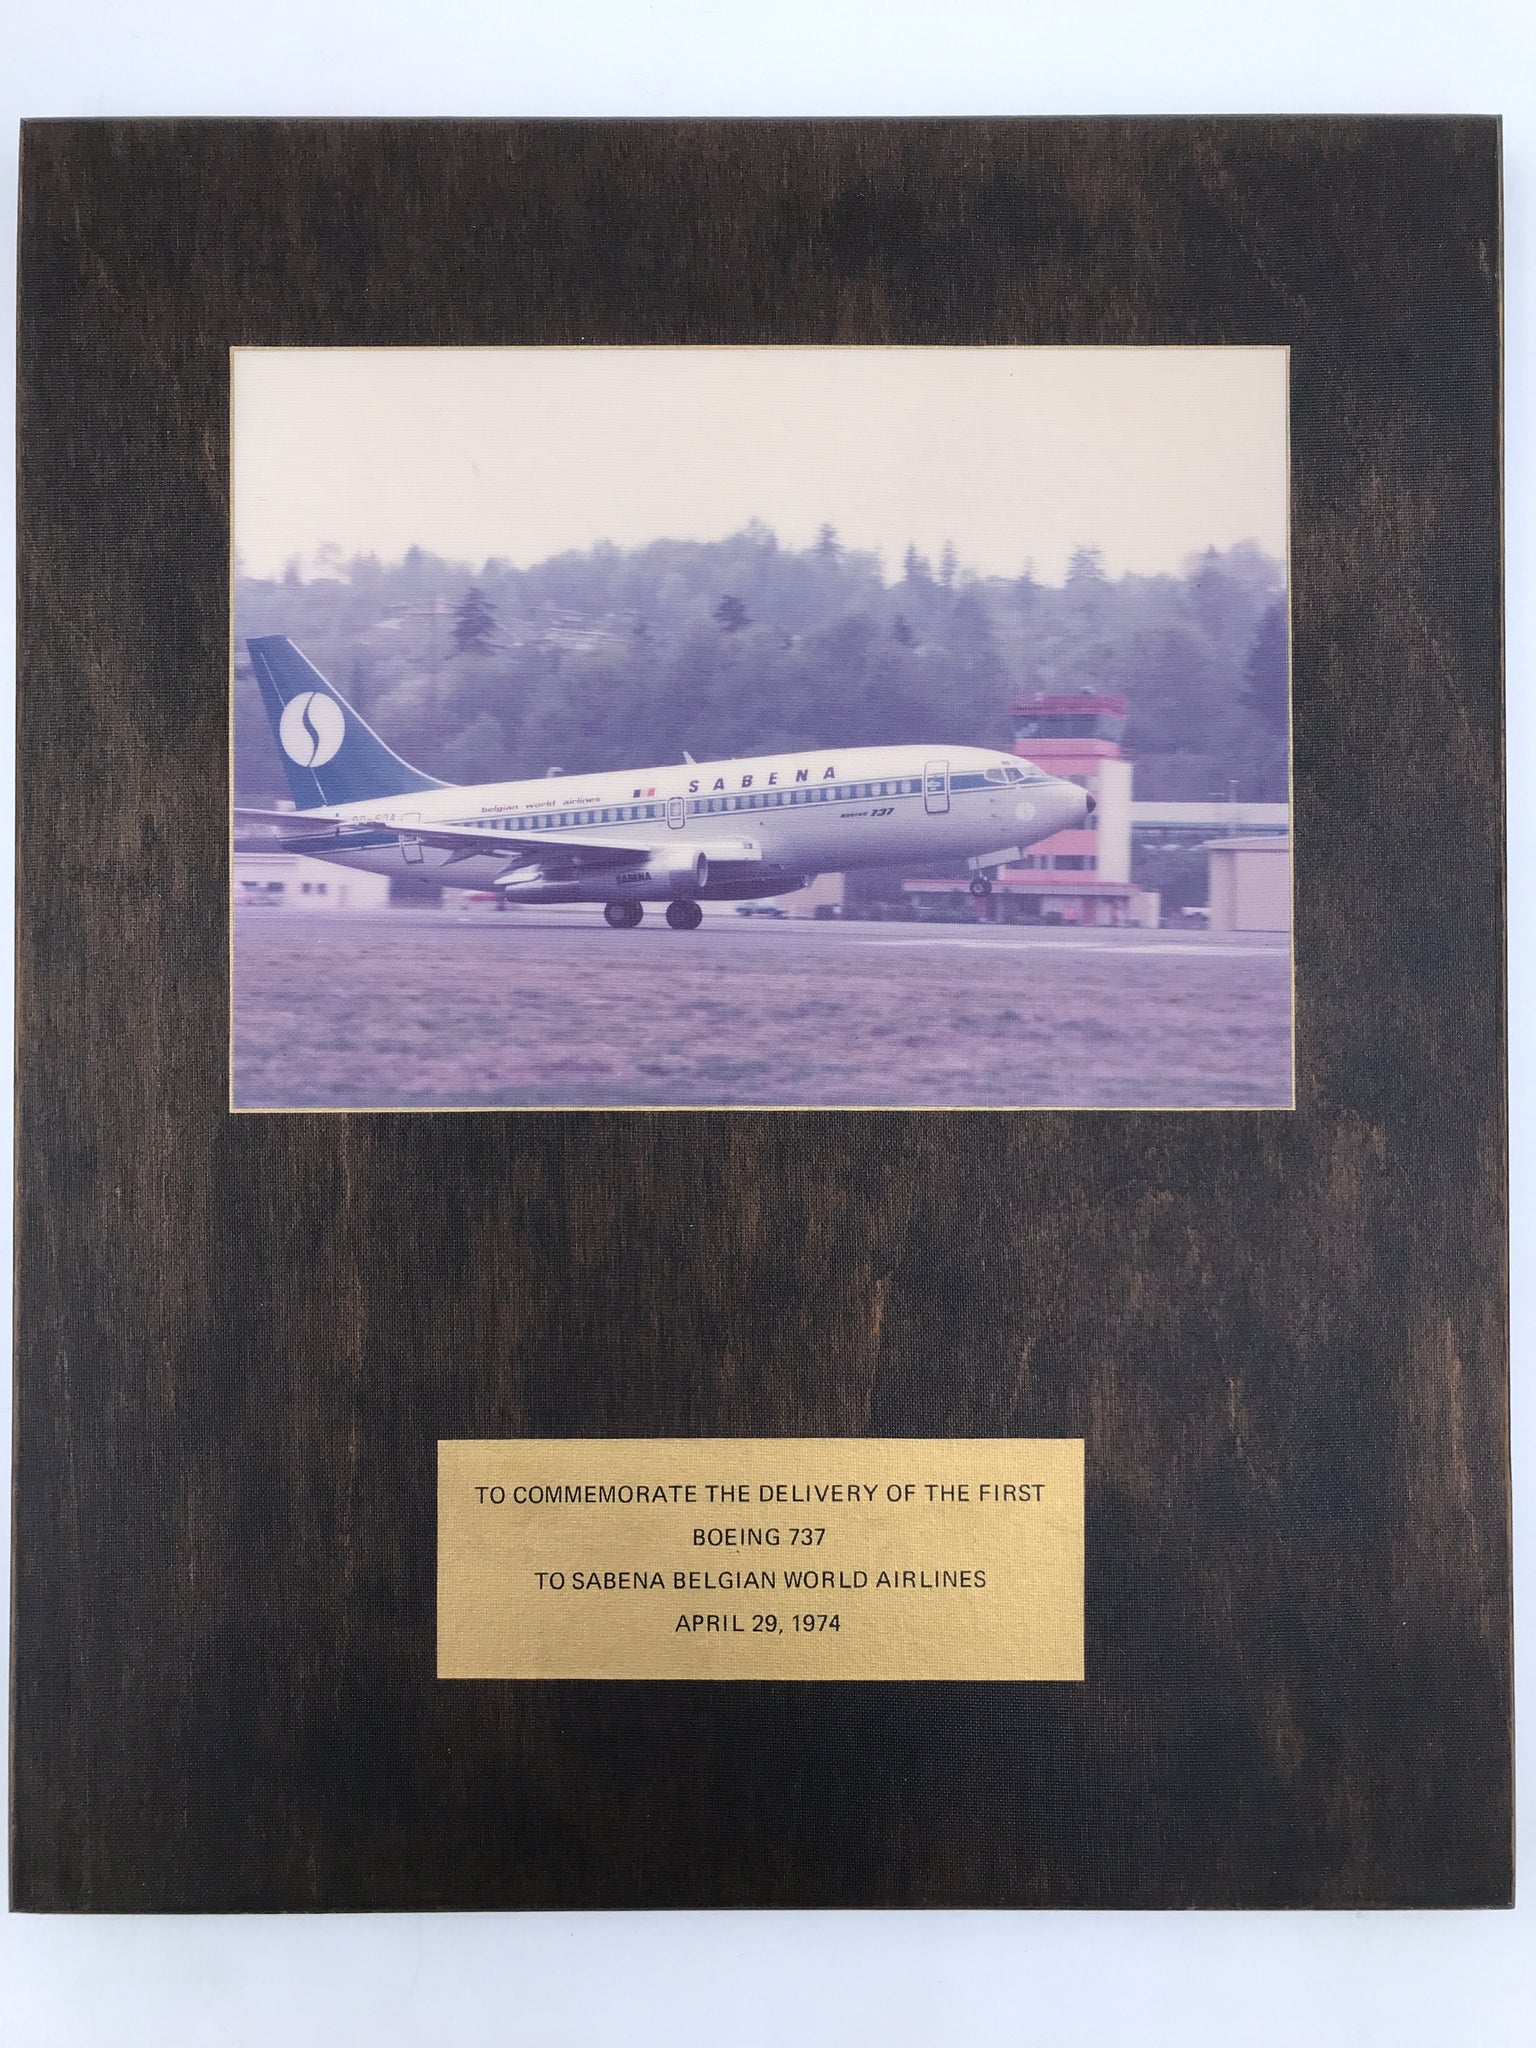 belgian world airlines
SABENA
BOEING 737
SABENA
TO COMMEMORATE THE DELIVERY OF THE FIRST
BOEING 737
TO SABENA BELGIAN WORLD AIRLINES
APRIL 29, 1974